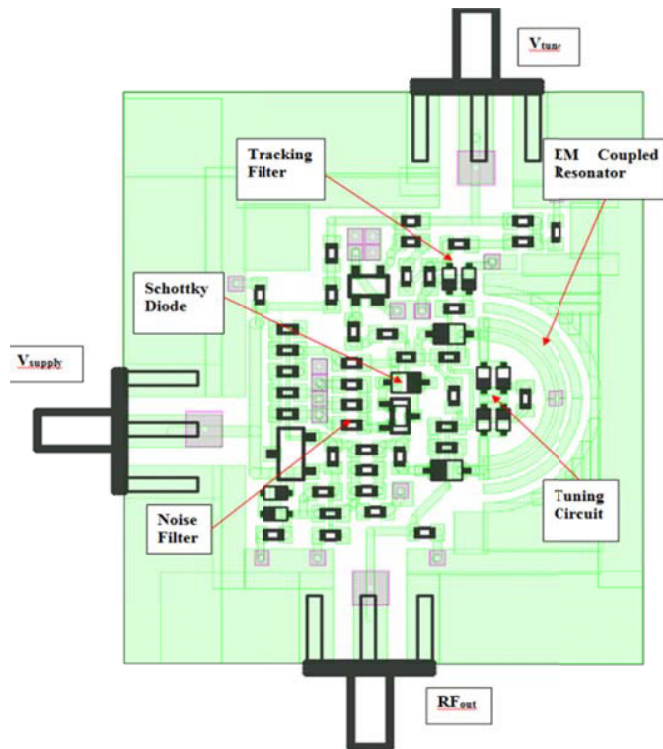 Vtune
Tracking
Filter
EM Coupled
Resonator
Schottky
Diode
Vsupply
Noise
Filter
Tuning
Circuit
RFout